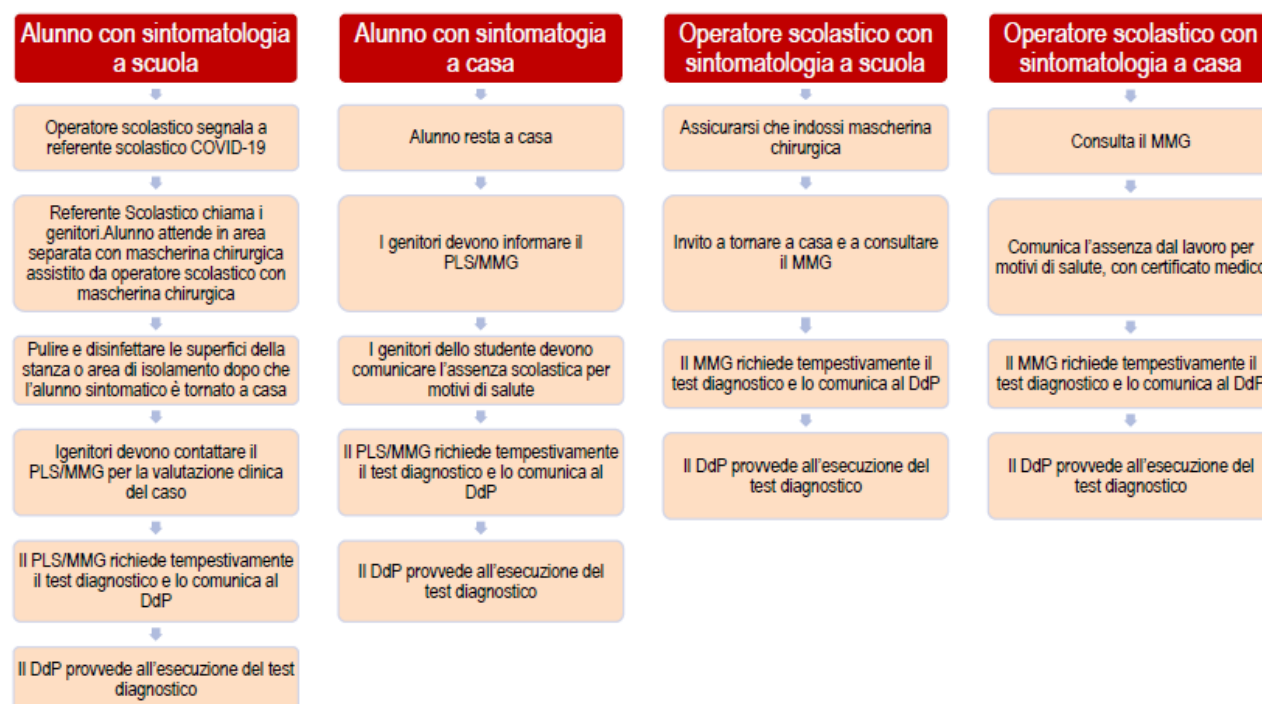 Alunno con sintomatologia
a scuola
Operatore scolastico segnala a
referente scolastico COVID-19
Referente Scolastico chiama i
genitori.Alunno attende in area
separata con mascherina chirurgica
assistito da operatore scolastico con
mascherina chirurgica
Pulire e disinfettare le superfici della
stanza o area di isolamento dopo che
l'alunno sintomatico è tornato a casa
Igenitori devono contattare il
PLS/MMG per la valutazione clinica
del caso
Il PLS/MMG richiede tempestivamente
il test diagnostico e lo comunica al
DdP
Il DdP provvede all'esecuzione del test
diagnostico
Alunno con sintomatogia
a casa
Alunno resta a casa
I genitori devono informare il
PLS/MMG
I genitori dello studente devono
comunicare l'assenza scolastica per
motivi di salute
Il PLS/MMG richiede tempestivamente
il test diagnostico e lo comunica al
DdP
Il DdP provvede all'esecuzione del
test diagnostico
Operatore scolastico con
sintomatologia a scuola
Assicurarsi che indossi mascherina
chirurgica
Invito a tornare a casa e a consultare
il MMG
Il MMG richiede tempestivamente il
test diagnostico e lo comunica al DdP
Il DdP provvede all'esecuzione del
test diagnostico
Operatore scolastico con
sintomatologia a casa
Consulta il MMG
Comunica l'assenza dal lavoro per
motivi di salute, con certificato medico
Il MMG richiede tempestivamente il
test diagnostico e lo comunica al DdP
Il DdP provvede all'esecuzione del
test diagnostico